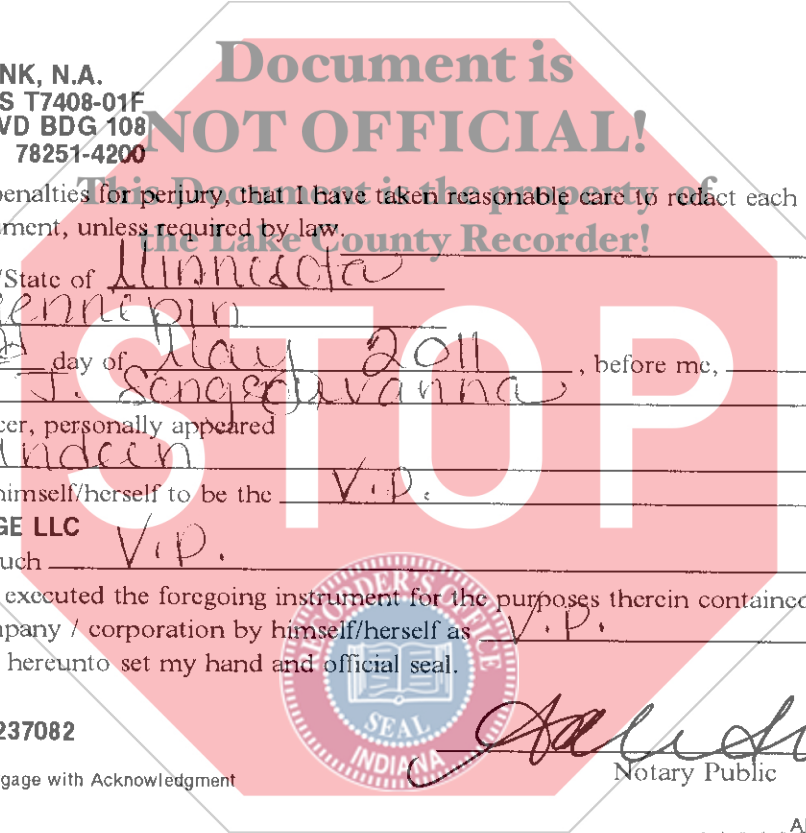 Document is
NOT OFFICIAL!
This Document is the property of
the Lake County Recorder!
NK, N.A.
S T7408-01F
VD BDG 108
78251-4200
penalties for perjury, that I have taken reasonable care to redact each
ment, unless required by law.
/State of Minnesota
ennepin
day of May 2011, before me,
J.
cer, personally appeared
himself/herself to be the V.P.
GE LLC
uch V.P.
executed the foregoing instrument for the purposes therein contained
mpany / corporation by himself/herself as V.P.
hereunto set my hand and official seal.
237082
Notary Public
gage with Acknowledgment
STOP
RECORDER'S OFFICE
SEAL
INDIANA